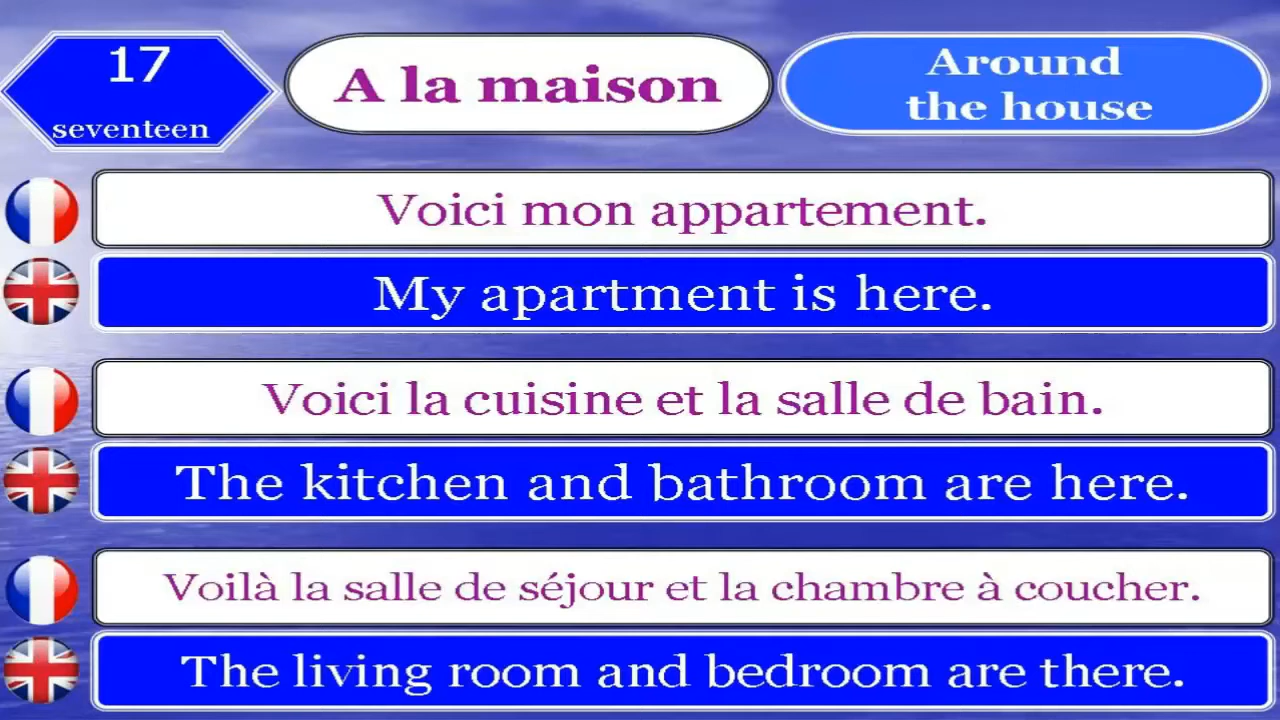 17
seventeen
A la maison
Around
the house
Voici mon appartement.
My apartment is here.
Voici la cuisine et la salle de bain.
The kitchen and bathroom are here.
Voilà la salle de séjour et la chambre à coucher.
The living room and bedroom are there.